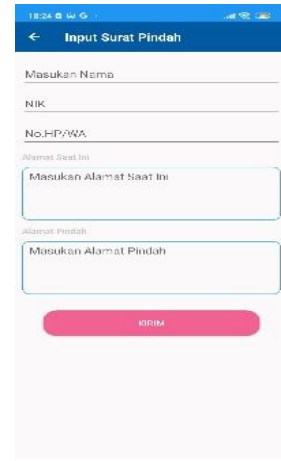 18:24
Input Surat Pindah
Masukan Nama
NIK
No.HP/WA
Alamat Saat Ini
Masukan Alamat Saat Ini
Alamat Pindah
Masukan Alamat Pindah
KIRIM